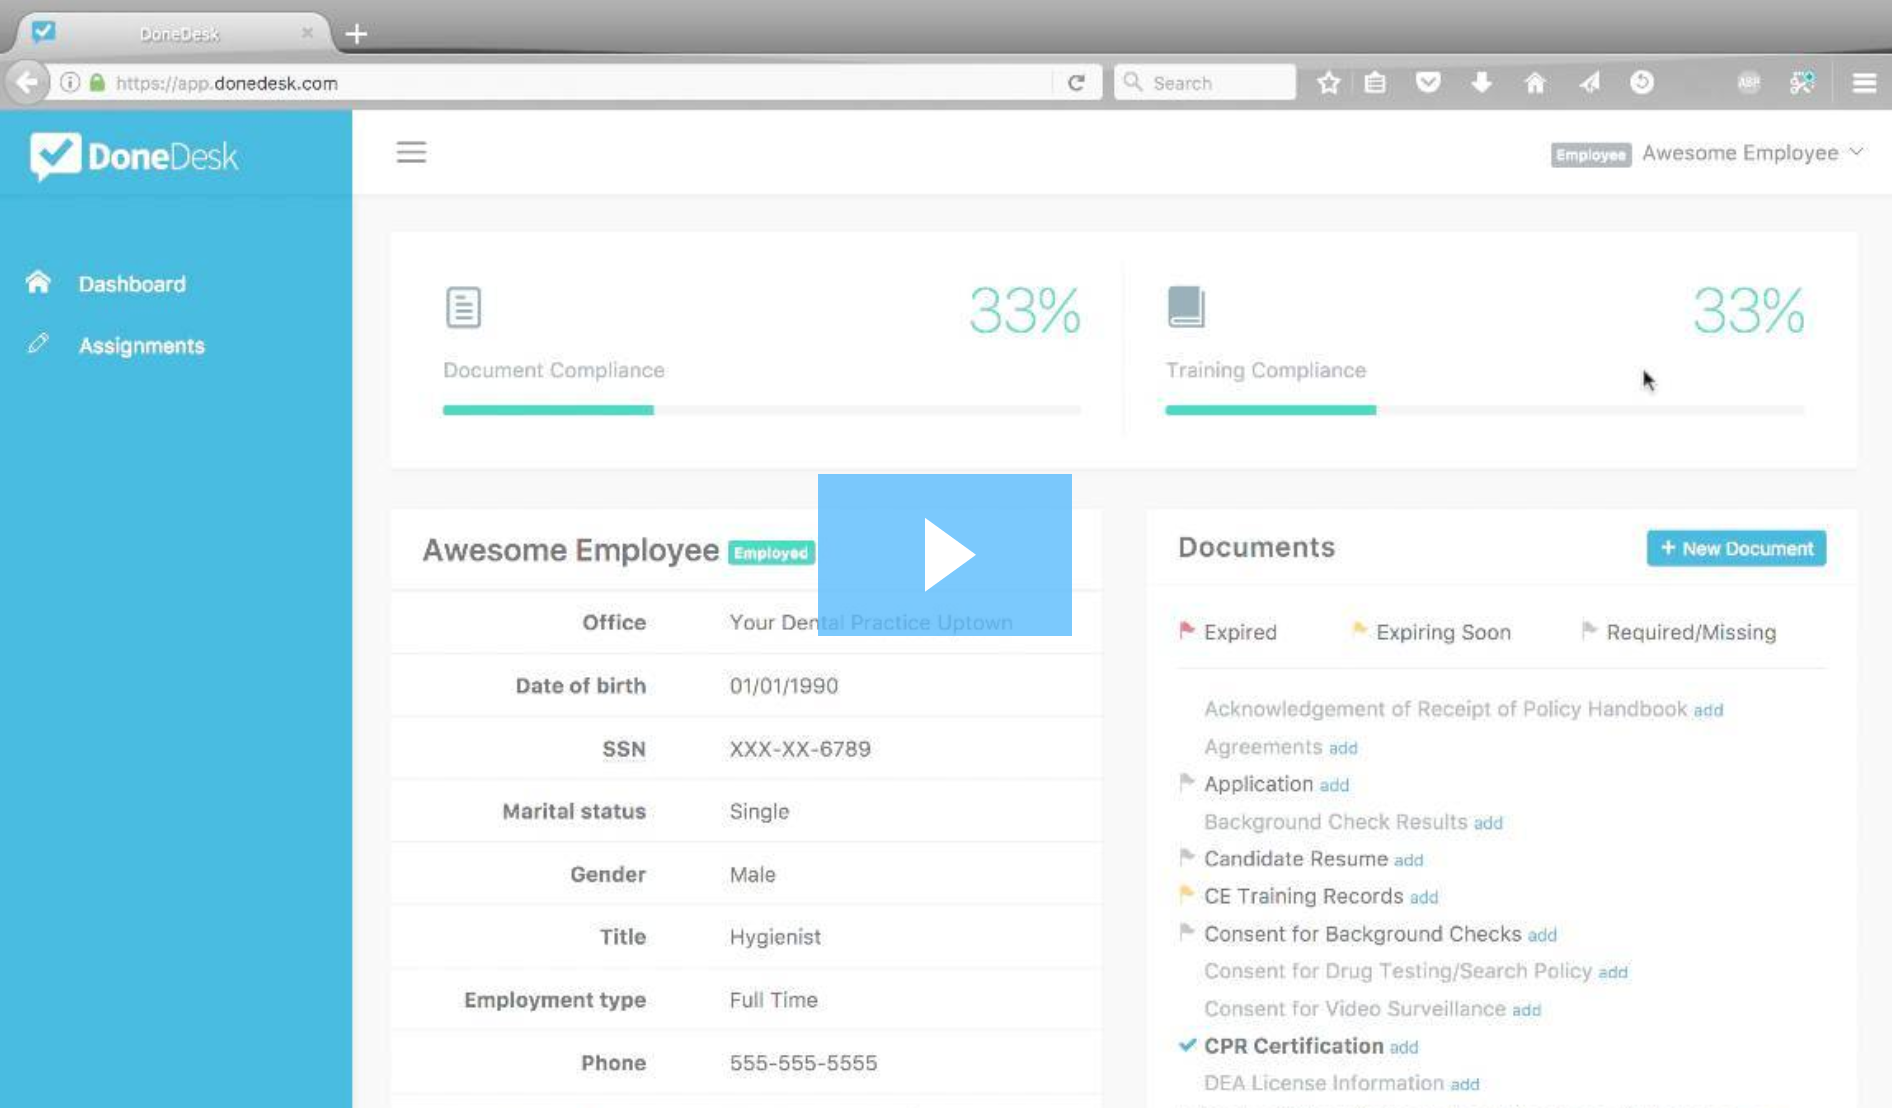 DoneDesk
https://app.donedesk.com
Search
DoneDesk
Employee Awesome Employee
Dashboard
Assignments
33%
Document Compliance
33%
Training Compliance
Awesome Employee Employed
Office Your Dental Practice Uptown
Date of birth 01/01/1990
SSN XXX-XX-6789
Marital status Single
Gender Male
Title Hygienist
Employment type Full Time
Phone 555-555-5555
Documents
+ New Document
Expired Expiring Soon Required/Missing
Acknowledgement of Receipt of Policy Handbook add
Agreements add
Application add
Background Check Results add
Candidate Resume add
CE Training Records add
Consent for Background Checks add
Consent for Drug Testing/Search Policy add
Consent for Video Surveillance add
CPR Certification add
DEA License Information add